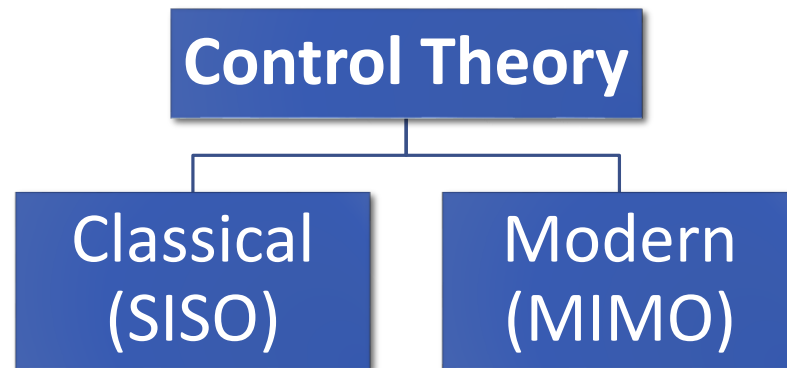 Control Theory
Classical
(SISO)
Modern
(MIMO)